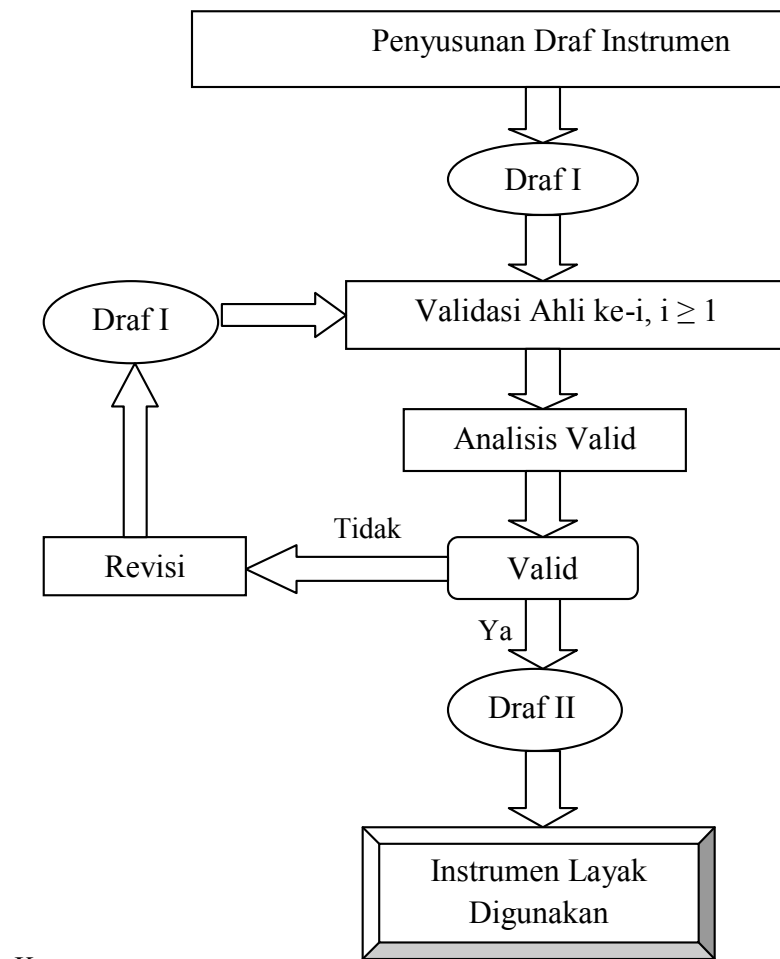 Penyusunan Draf Instrumen
Draf I
Draf I
Validasi Ahli ke-i, i ≥ 1
Analisis Valid
Tidak
Revisi
Valid
Ya
Draf II
Instrumen Layak
Digunakan